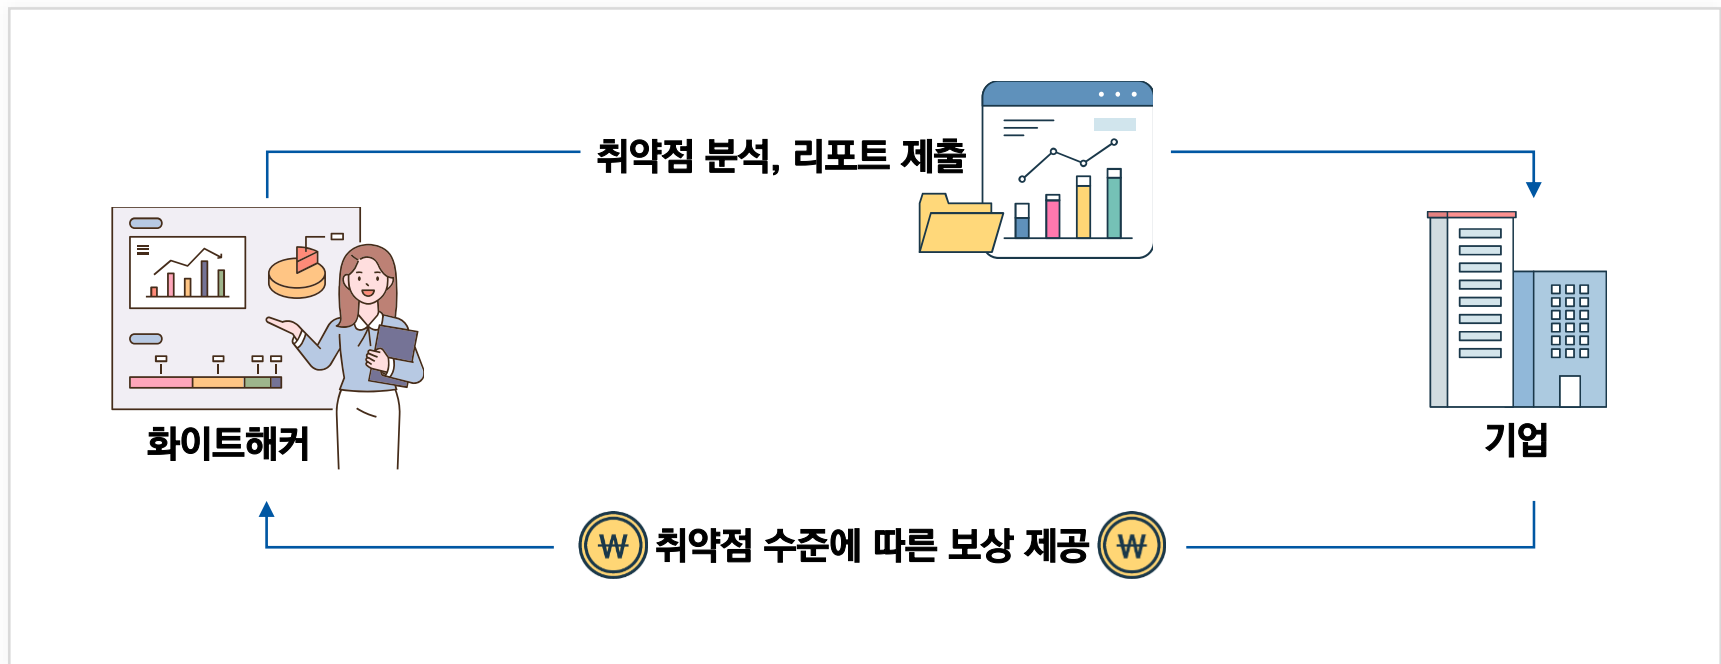 취약점 분석, 리포트 제출
화이트해커
기업
₩ 취약점 수준에 따른 보상 제공 ₩